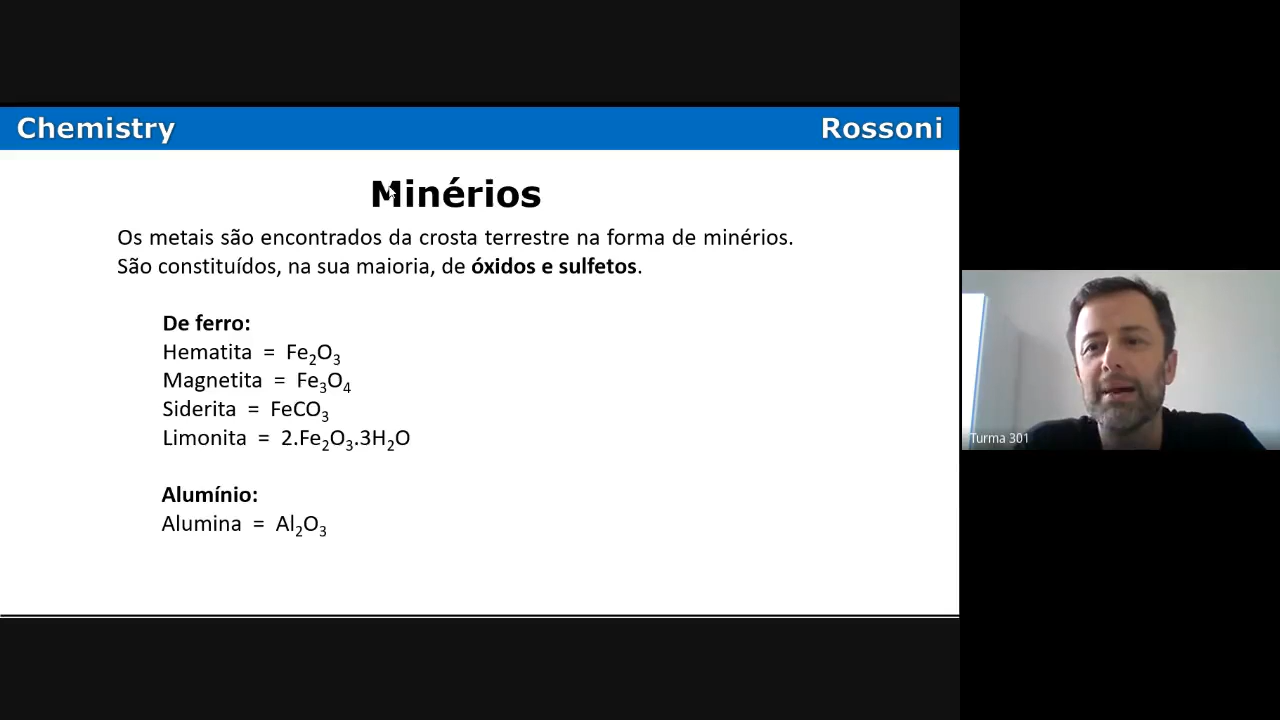 Chemistry Rossoni
Minérios
Os metais são encontrados da crosta terrestre na forma de minérios.
São constituídos, na sua maioria, de óxidos e sulfetos.
De ferro:
Hematita = Fe₂O₃
Magnetita = Fe₃O₄
Siderita = FeCO₃
Limonita = 2.Fe₂O₃.3H₂O
Alumínio:
Alumina = Al₂O₃
Turma 301